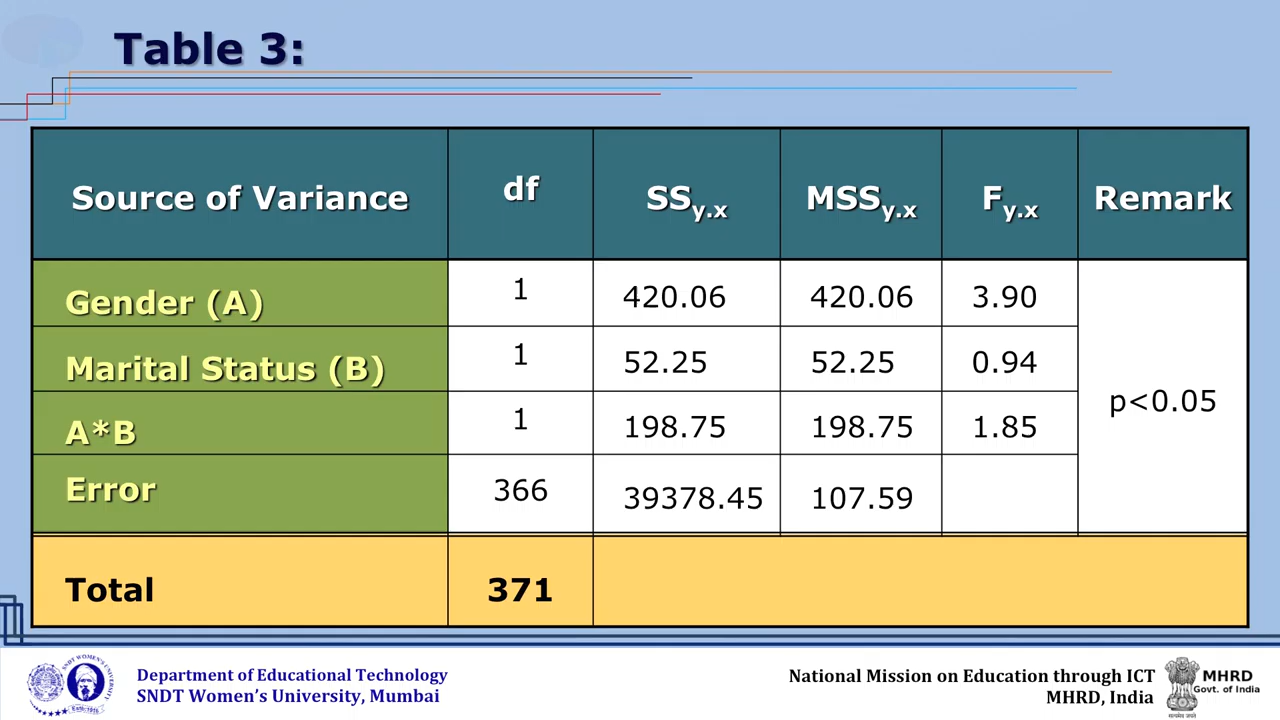 Table 3:
Source of Variance df SSy.x MSSy.x Fy.x Remark
Gender (A) 1 420.06 420.06 3.90
Marital Status (B) 1 52.25 52.25 0.94
A*B 1 198.75 198.75 1.85
p<0.05
Error 366 39378.45 107.59
Total 371
Department of Educational Technology
SNDT Women’s University, Mumbai
National Mission on Education through ICT
MHRD, India
MHRD
Govt. of India